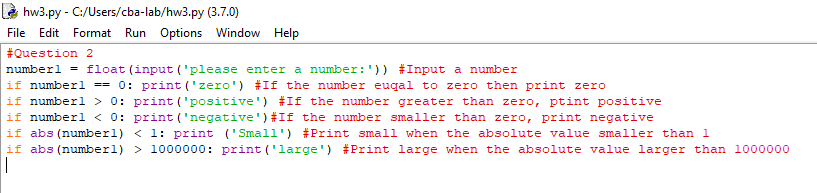 hw3.py - C:/Users/cba-lab/hw3.py (3.7.0)
File Edit Format Run Options Window Help
#Question 2
number1 = float(input('please enter a number:')) #Input a number
if number1 == 0: print('zero') #If the number euqal to zero then print zero
if number1 > 0: print('positive') #If the number greater than zero, ptint positive
if number1 < 0: print('negative')#If the number smaller than zero, print negative
if abs(number1) < 1: print ('Small') #Print small when the absolute value smaller than 1
if abs(number1) > 1000000: print('large') #Print large when the absolute value larger than 1000000